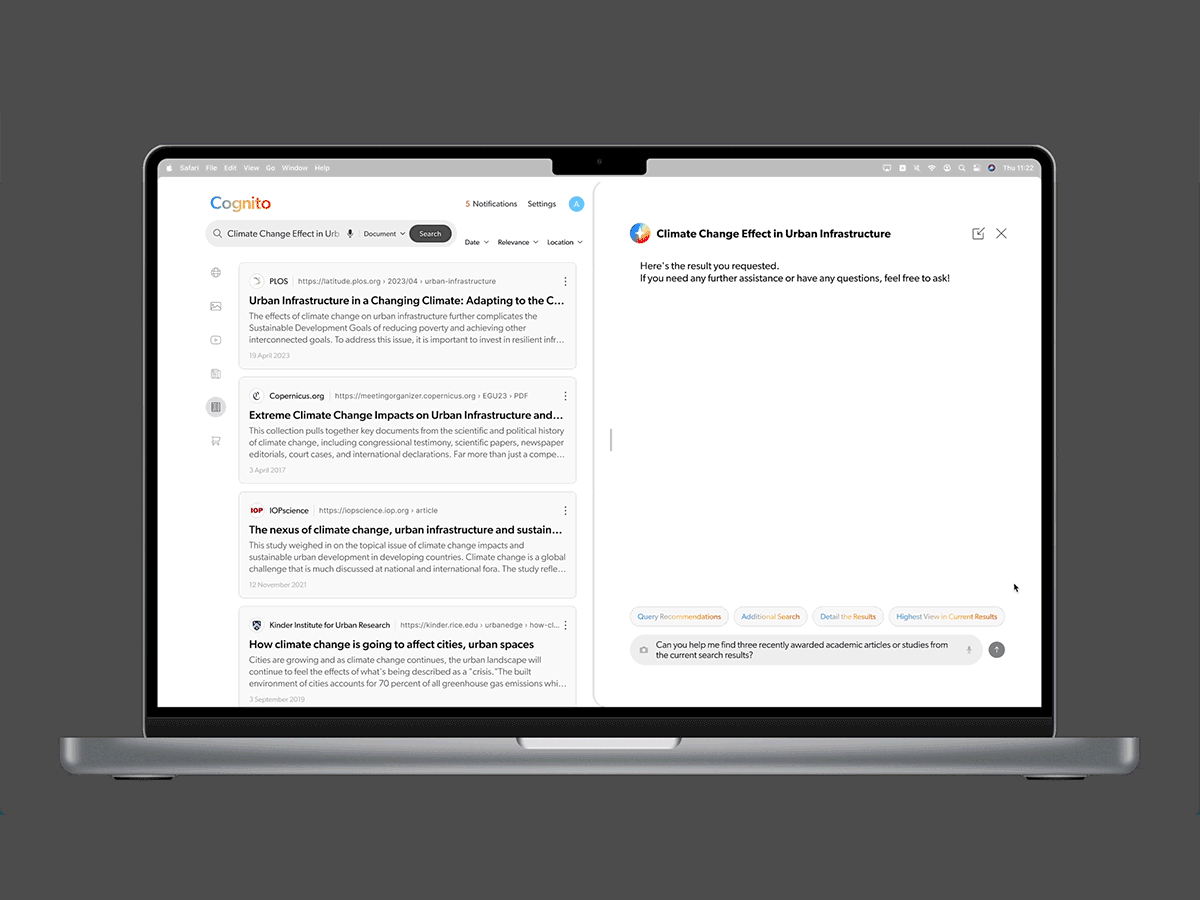 Safari File Edit View Go Window Help
Thu 11:22
Cognito
5 Notifications Settings A
Climate Change Effect in Urb
Document
Search
Date Relevance Location
PLOS https://latitude.plos.org › 2023/04 › urban-infrastructure
Urban Infrastructure in a Changing Climate: Adapting to the C...
The effects of climate change on urban infrastructure further complicates the
Sustainable Development Goals of reducing poverty and achieving other
interconnected goals. To address this issue, it is important to invest in resilient infr...
19 April 2023
Copernicus.org https://meetingorganizer.copernicus.org › EGU23 › PDF
Extreme Climate Change Impacts on Urban Infrastructure and...
This collection pulls together key documents from the scientific and political history
of climate change, including congressional testimony, scientific papers, newspaper
editorials, court cases, and international declarations. Far more than just a compe...
3 April 2017
IOP IOPscience https://iopscience.iop.org › article
The nexus of climate change, urban infrastructure and sustain...
This study weighed in on the topical issue of climate change impacts and
sustainable urban development in developing countries. Climate change is a global
challenge that is much discussed at national and international fora. The study refle...
12 November 2021
Kinder Institute for Urban Research https://kinder.rice.edu › urbanedge › how-cl...
How climate change is going to affect cities, urban spaces
Cities are growing and as climate change continues, the urban landscape will
continue to feel the effects of what's being described as a "crisis."The built
environment of cities accounts for 70 percent of all greenhouse gas emissions whi...
3 September 2019
Climate Change Effect in Urban Infrastructure
Here's the result you requested.
If you need any further assistance or have any questions, feel free to ask!
Query Recommendations
Additional Search
Detail the Results
Highest View in Current Results
Can you help me find three recently awarded academic articles or studies from
the current search results?